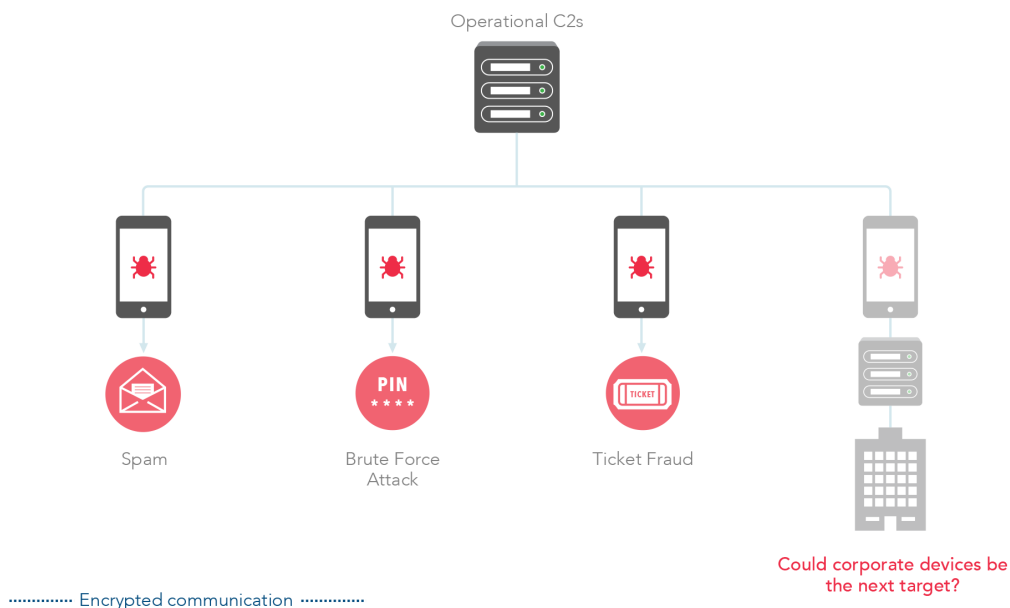 Operational C2s
PIN
****
TICKET
Spam
Brute Force
Attack
Ticket Fraud
Could corporate devices be
the next target?
Encrypted communication